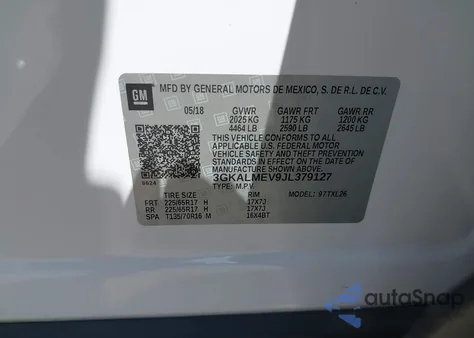 GM
MFD BY GENERAL MOTORS DE MEXICO, S. DE R.L. DE C.V.
05/18 GVWR GAWR FRT GAWR RR
2025 KG 1175 KG 1200 KG
4464 LB 2590 LB 2645 LB
THIS VEHICLE CONFORMS TO ALL
APPLICABLE U.S. FEDERAL MOTOR
VEHICLE SAFETY, BUMPER, AND THEFT
PREVENTION STANDARDS IN EFFECT ON
THE DATE OF MANUFACTURE SHOWN ABOVE.
3GKALMEV9JL379127
0624 TYPE: M.P.V. MODEL: 87TXL26
TIRE SIZE RIM
FRT 225/65R17 H 17X7J
RR 225/65R17 H 17X7J
SPA T135/70R16 M 16X4BT
autoSnap